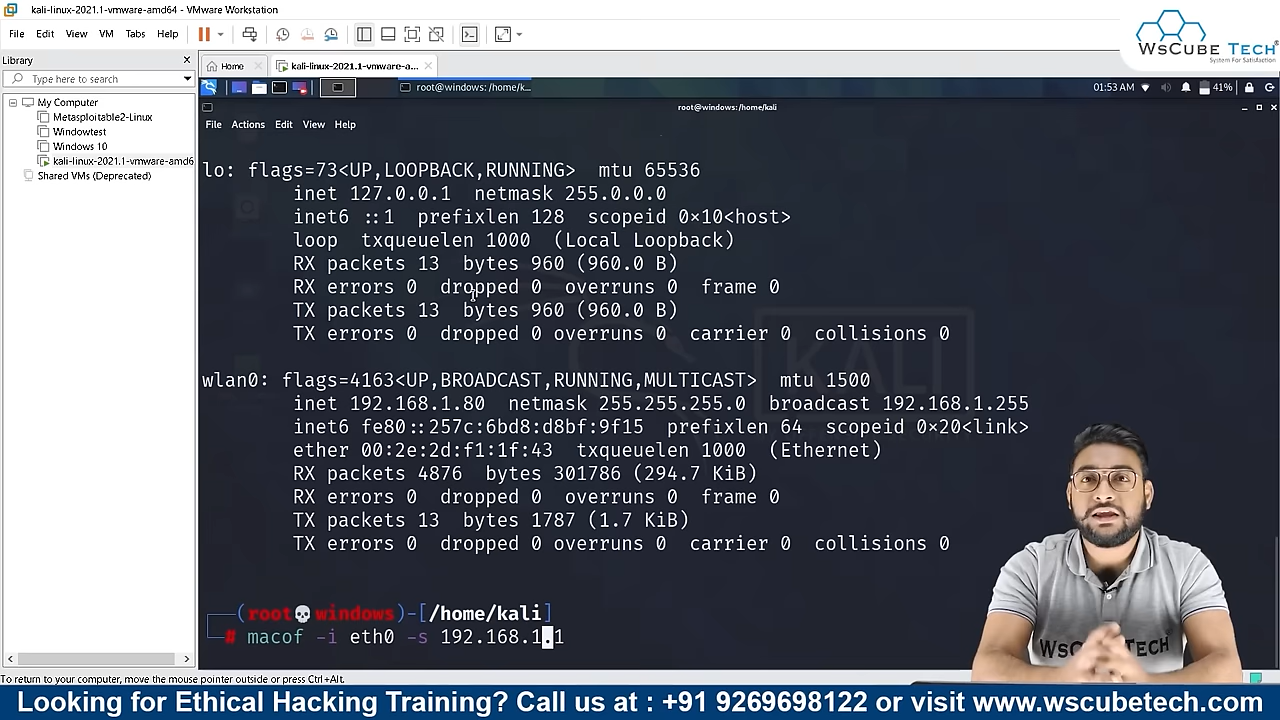 kali-linux-2021.1-vmware-amd64 - VMware Workstation
File Edit View VM Tabs Help
WsCube Tech
System For Satisfaction
Library
Type here to search
My Computer
Metasploitable2-Linux
Windowtest
Windows 10
kali-linux-2021.1-vmware-amd6
Shared VMs (Deprecated)
Home
kali-linux-2021.1-vmware-a...
root@windows: /home/k...
01:53 AM
41%
root@windows: /home/kali
File Actions Edit View Help
lo: flags=73<UP,LOOPBACK,RUNNING> mtu 65536
inet 127.0.0.1 netmask 255.0.0.0
inet6 ::1 prefixlen 128 scopeid 0×10<host>
loop txqueuelen 1000 (Local Loopback)
RX packets 13 bytes 960 (960.0 B)
RX errors 0 dropped 0 overruns 0 frame 0
TX packets 13 bytes 960 (960.0 B)
TX errors 0 dropped 0 overruns 0 carrier 0 collisions 0
wlan0: flags=4163<UP,BROADCAST,RUNNING,MULTICAST> mtu 1500
inet 192.168.1.80 netmask 255.255.255.0 broadcast 192.168.1.255
inet6 fe80::257c:6bd8:d8bf:9f15 prefixlen 64 scopeid 0×20<link>
ether 00:2e:2d:f1:1f:43 txqueuelen 1000 (Ethernet)
RX packets 4876 bytes 301786 (294.7 KiB)
RX errors 0 dropped 0 overruns 0 frame 0
TX packets 13 bytes 1787 (1.7 KiB)
TX errors 0 dropped 0 overruns 0 carrier 0 collisions 0
KALI
(root💀windows)-[/home/kali]
# macof -i eth0 -s 192.168.1.1
WSCUBE TECH
To return to your computer, move the mouse pointer outside or press Ctrl+Alt.
Looking for Ethical Hacking Training? Call us at : +91 9269698122 or visit www.wscubetech.com